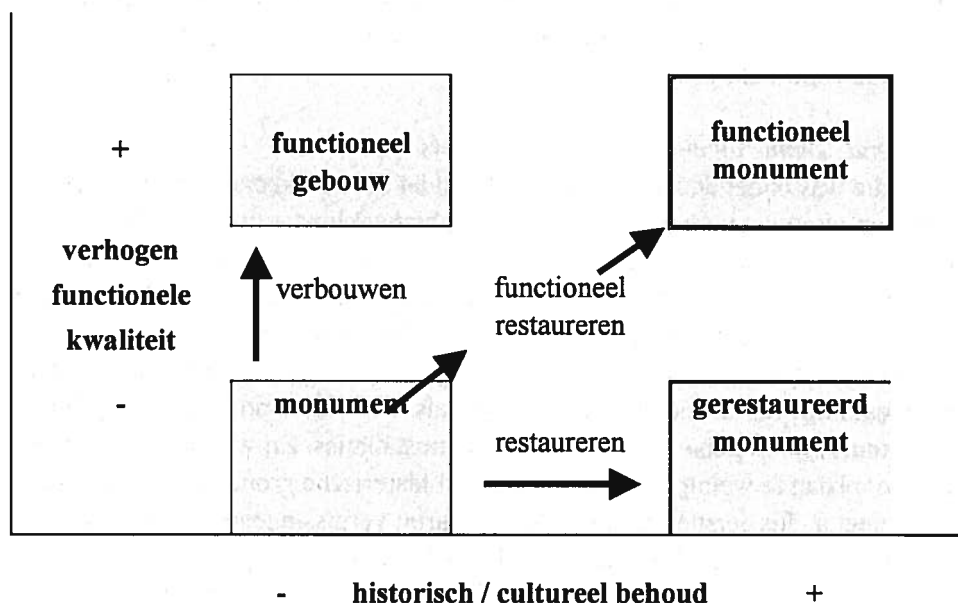 +
functioneel
gebouw
functioneel
monument
verhogen
functionele
kwaliteit
verbouwen
functioneel
restaureren
-
monument
restaureren
gerestaureerd
monument
- historisch / cultureel behoud +